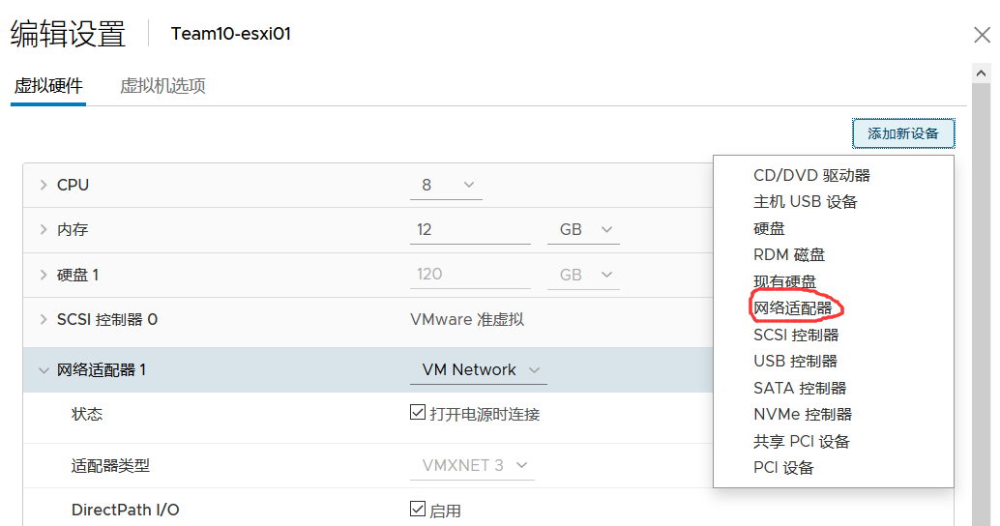 编辑设置 Team10-esxi01
虚拟硬件 虚拟机选项
添加新设备
CPU 8
内存 12 GB
硬盘 1 120 GB
SCSI 控制器 0 VMware 准虚拟
网络适配器 1 VM Network
状态 打开电源时连接
适配器类型 VMXNET 3
DirectPath I/O 启用
CD/DVD 驱动器
主机 USB 设备
硬盘
RDM 磁盘
现有硬盘
网络适配器
SCSI 控制器
USB 控制器
SATA 控制器
NVMe 控制器
共享 PCI 设备
PCI 设备